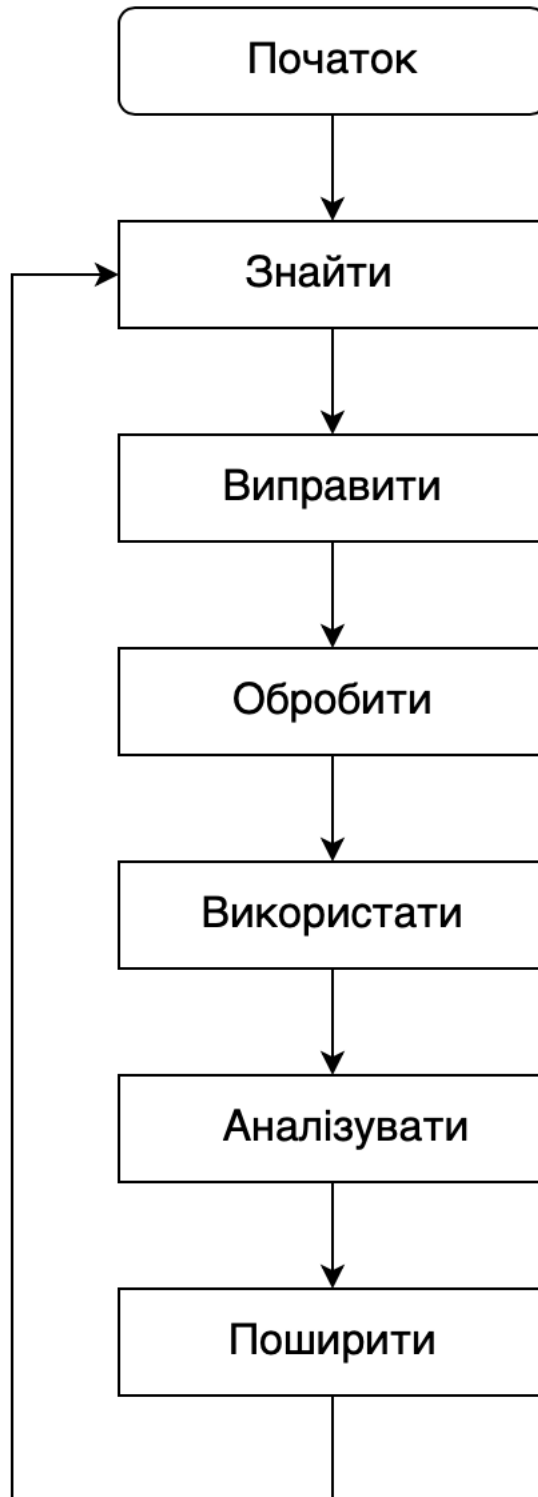 Початок
Знайти
Виправити
Обробити
Використати
Аналізувати
Поширити